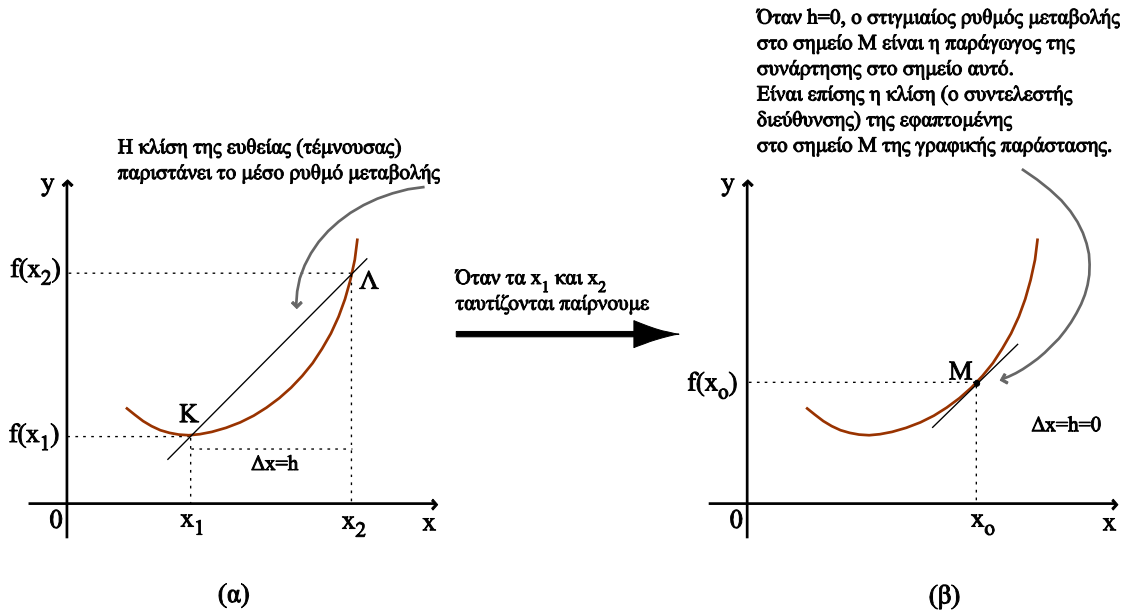 Όταν h=0, ο στιγμιαίος ρυθμός μεταβολής
στο σημείο Μ είναι η παράγωγος της
συνάρτησης στο σημείο αυτό.
Είναι επίσης η κλίση (ο συντελεστής
διεύθυνσης) της εφαπτομένης
στο σημείο Μ της γραφικής παράστασης.
Η κλίση της ευθείας (τέμνουσας)
παριστάνει το μέσο ρυθμό μεταβολής
y
f(x₂)
Λ
K
f(x₁)
Δx=h
0
x₁
x₂
x
(α)
Όταν τα x₁ και x₂
ταυτίζονται παίρνουμε
y
M
f(xₒ)
Δx=h=0
0
xₒ
x
(β)